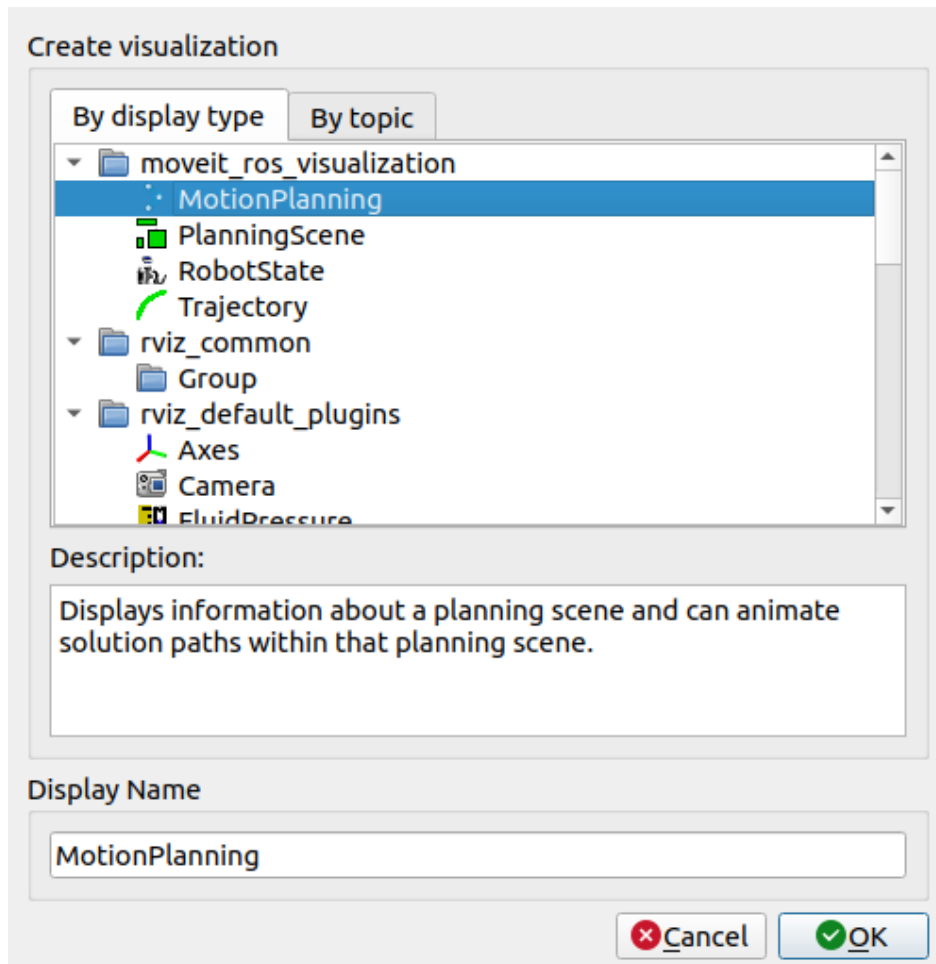 Create visualization
By display type
By topic
moveit_ros_visualization
MotionPlanning
PlanningScene
RobotState
Trajectory
rviz_common
Group
rviz_default_plugins
Axes
Camera
FluidPressure
Description:
Displays information about a planning scene and can animate
solution paths within that planning scene.
Display Name
MotionPlanning
Cancel
OK